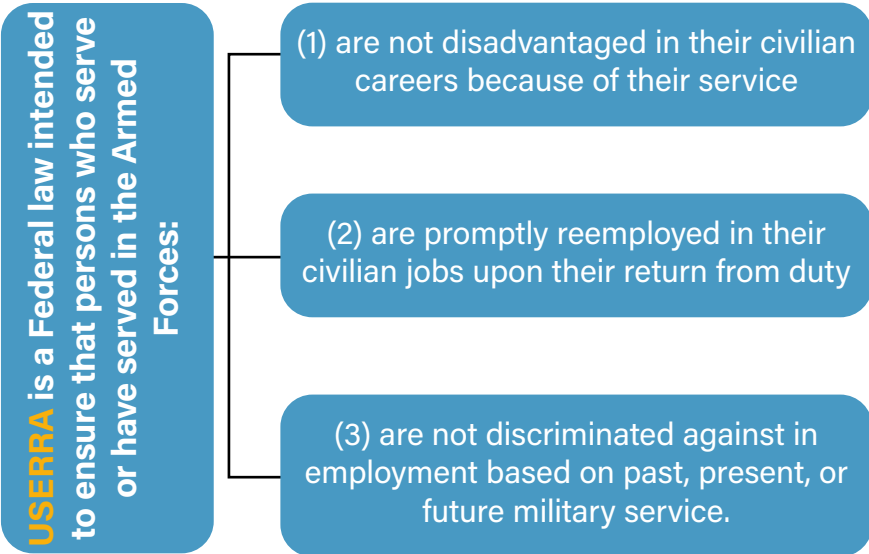 USERRA is a Federal law intended
to ensure that persons who serve
or have served in the Armed
Forces:
(1) are not disadvantaged in their civilian
careers because of their service
(2) are promptly reemployed in their
civilian jobs upon their return from duty
(3) are not discriminated against in
employment based on past, present, or
future military service.